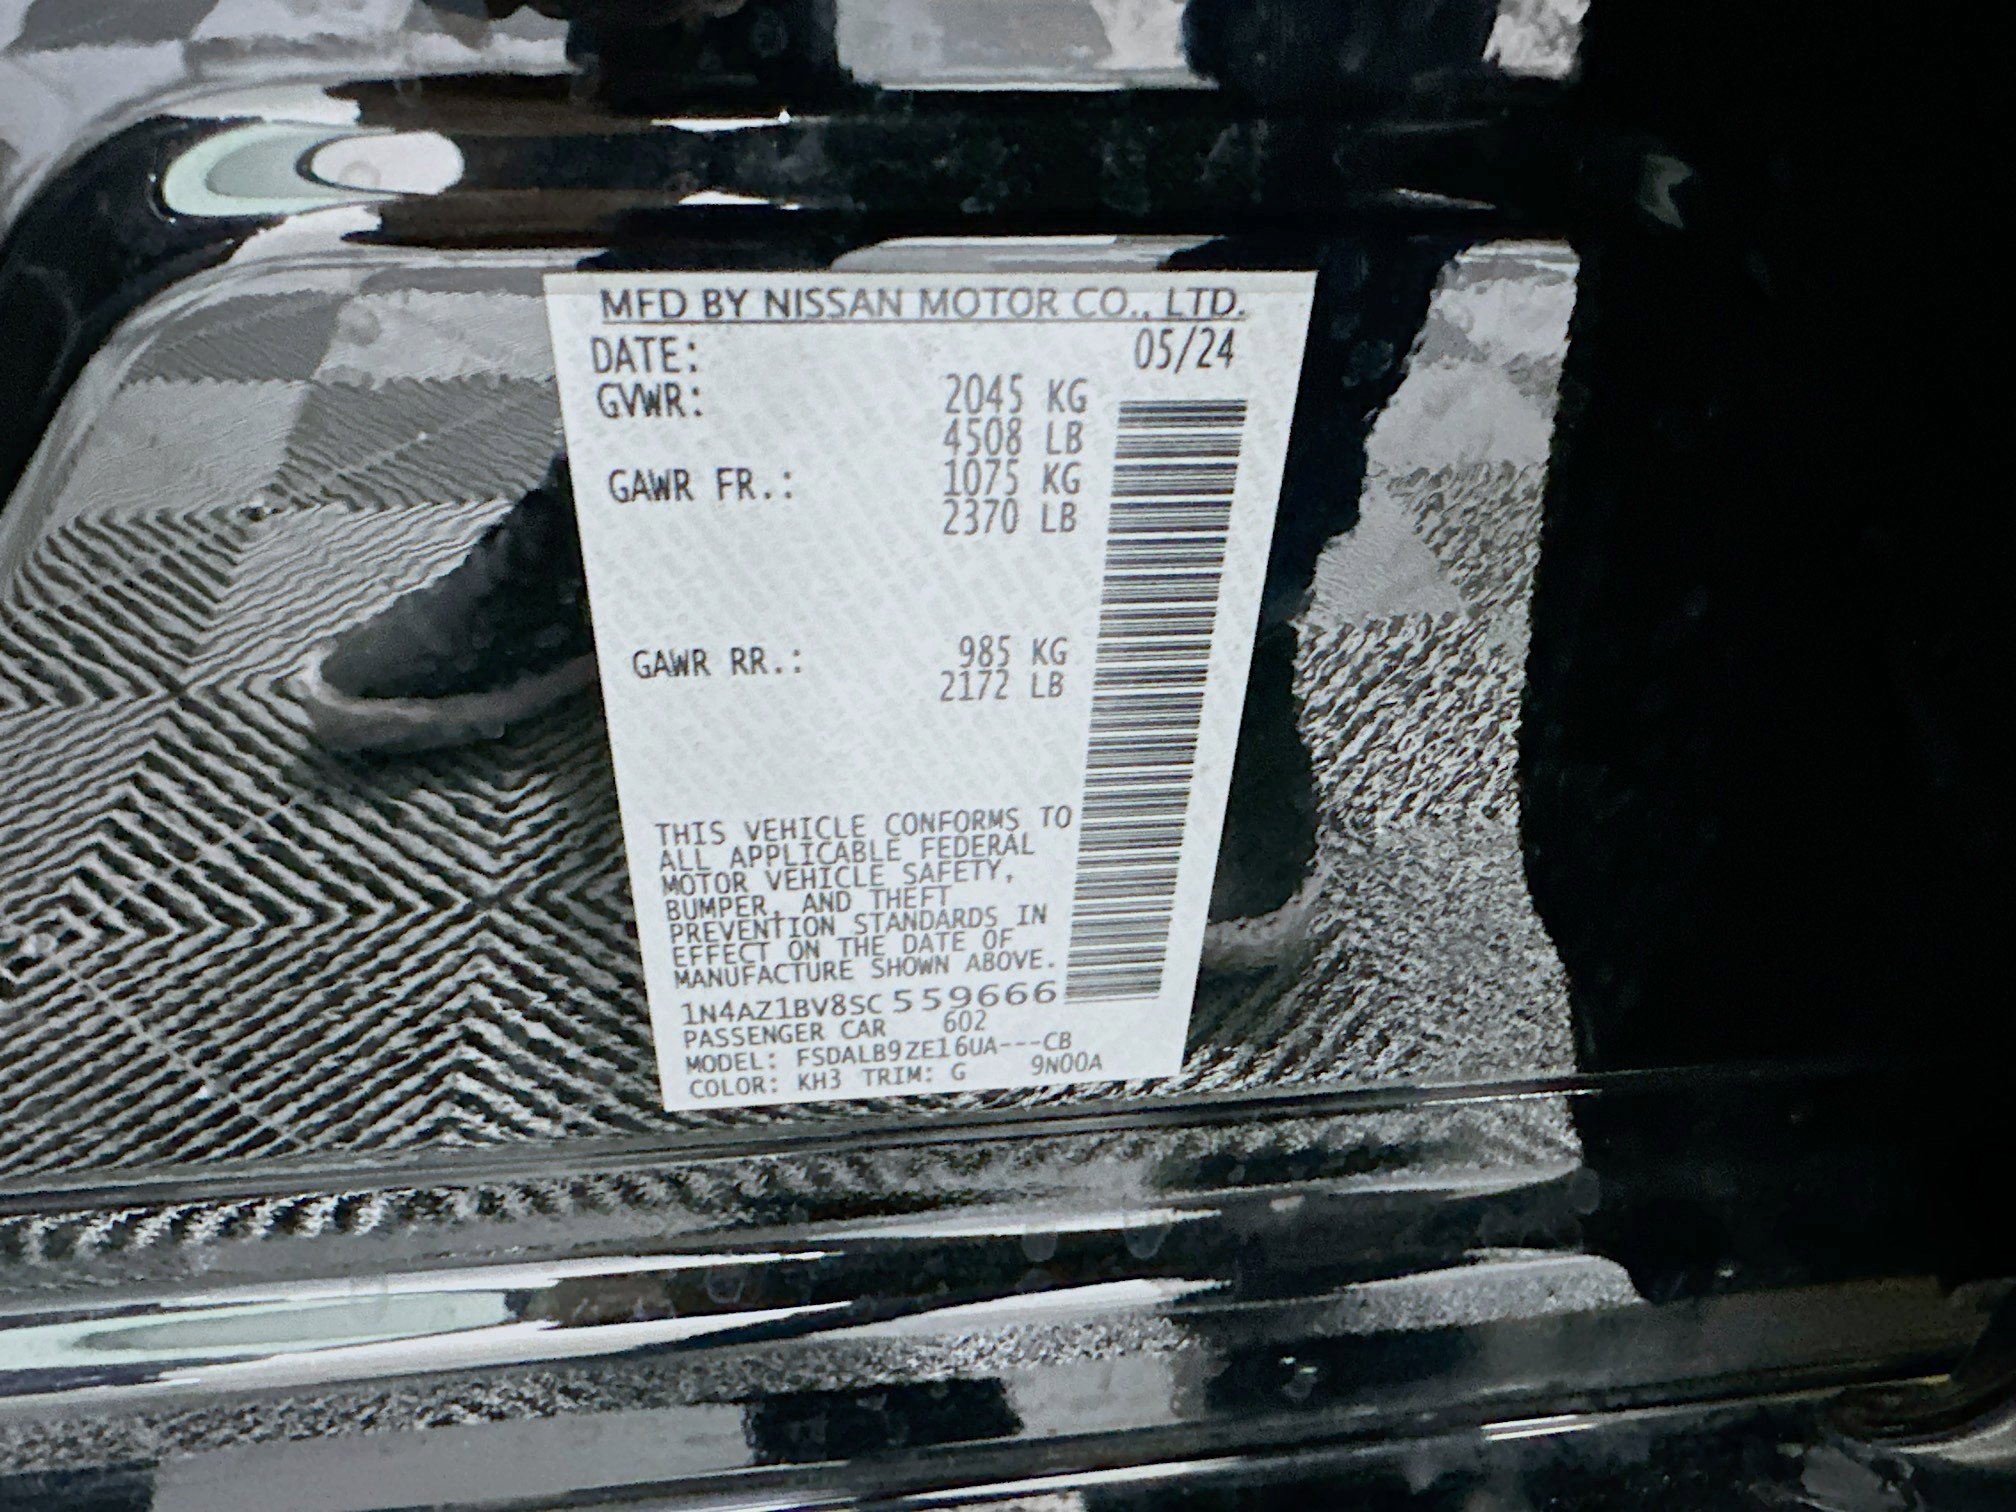 MFD BY NISSAN MOTOR CO., LTD.
DATE: 05/24
GVWR: 2045 KG
4508 LB
GAWR FR.: 1075 KG
2370 LB
GAWR RR.: 985 KG
2172 LB
THIS VEHICLE CONFORMS TO
ALL APPLICABLE FEDERAL
MOTOR VEHICLE SAFETY,
BUMPER, AND THEFT
PREVENTION STANDARDS IN
EFFECT ON THE DATE OF
MANUFACTURE SHOWN ABOVE.
1N4AZ1BV8SC559666
PASSENGER CAR 602
MODEL: FSDALB9ZE16UA---CB
COLOR: KH3 TRIM: G 9N00A